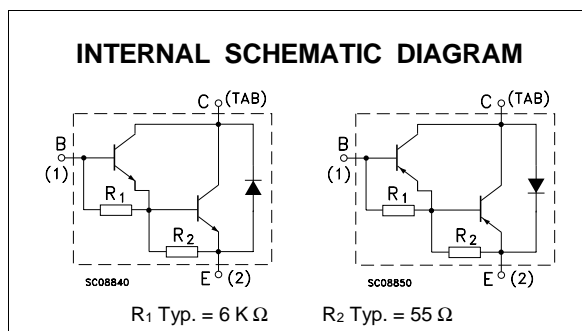 INTERNAL SCHEMATIC DIAGRAM
C (TAB)
B
(1)
R1
R2
SC08840
E (2)
C (TAB)
B
(1)
R1
R2
SC08850
E (2)
R1 Typ. = 6 K Ω
R2 Typ. = 55 Ω